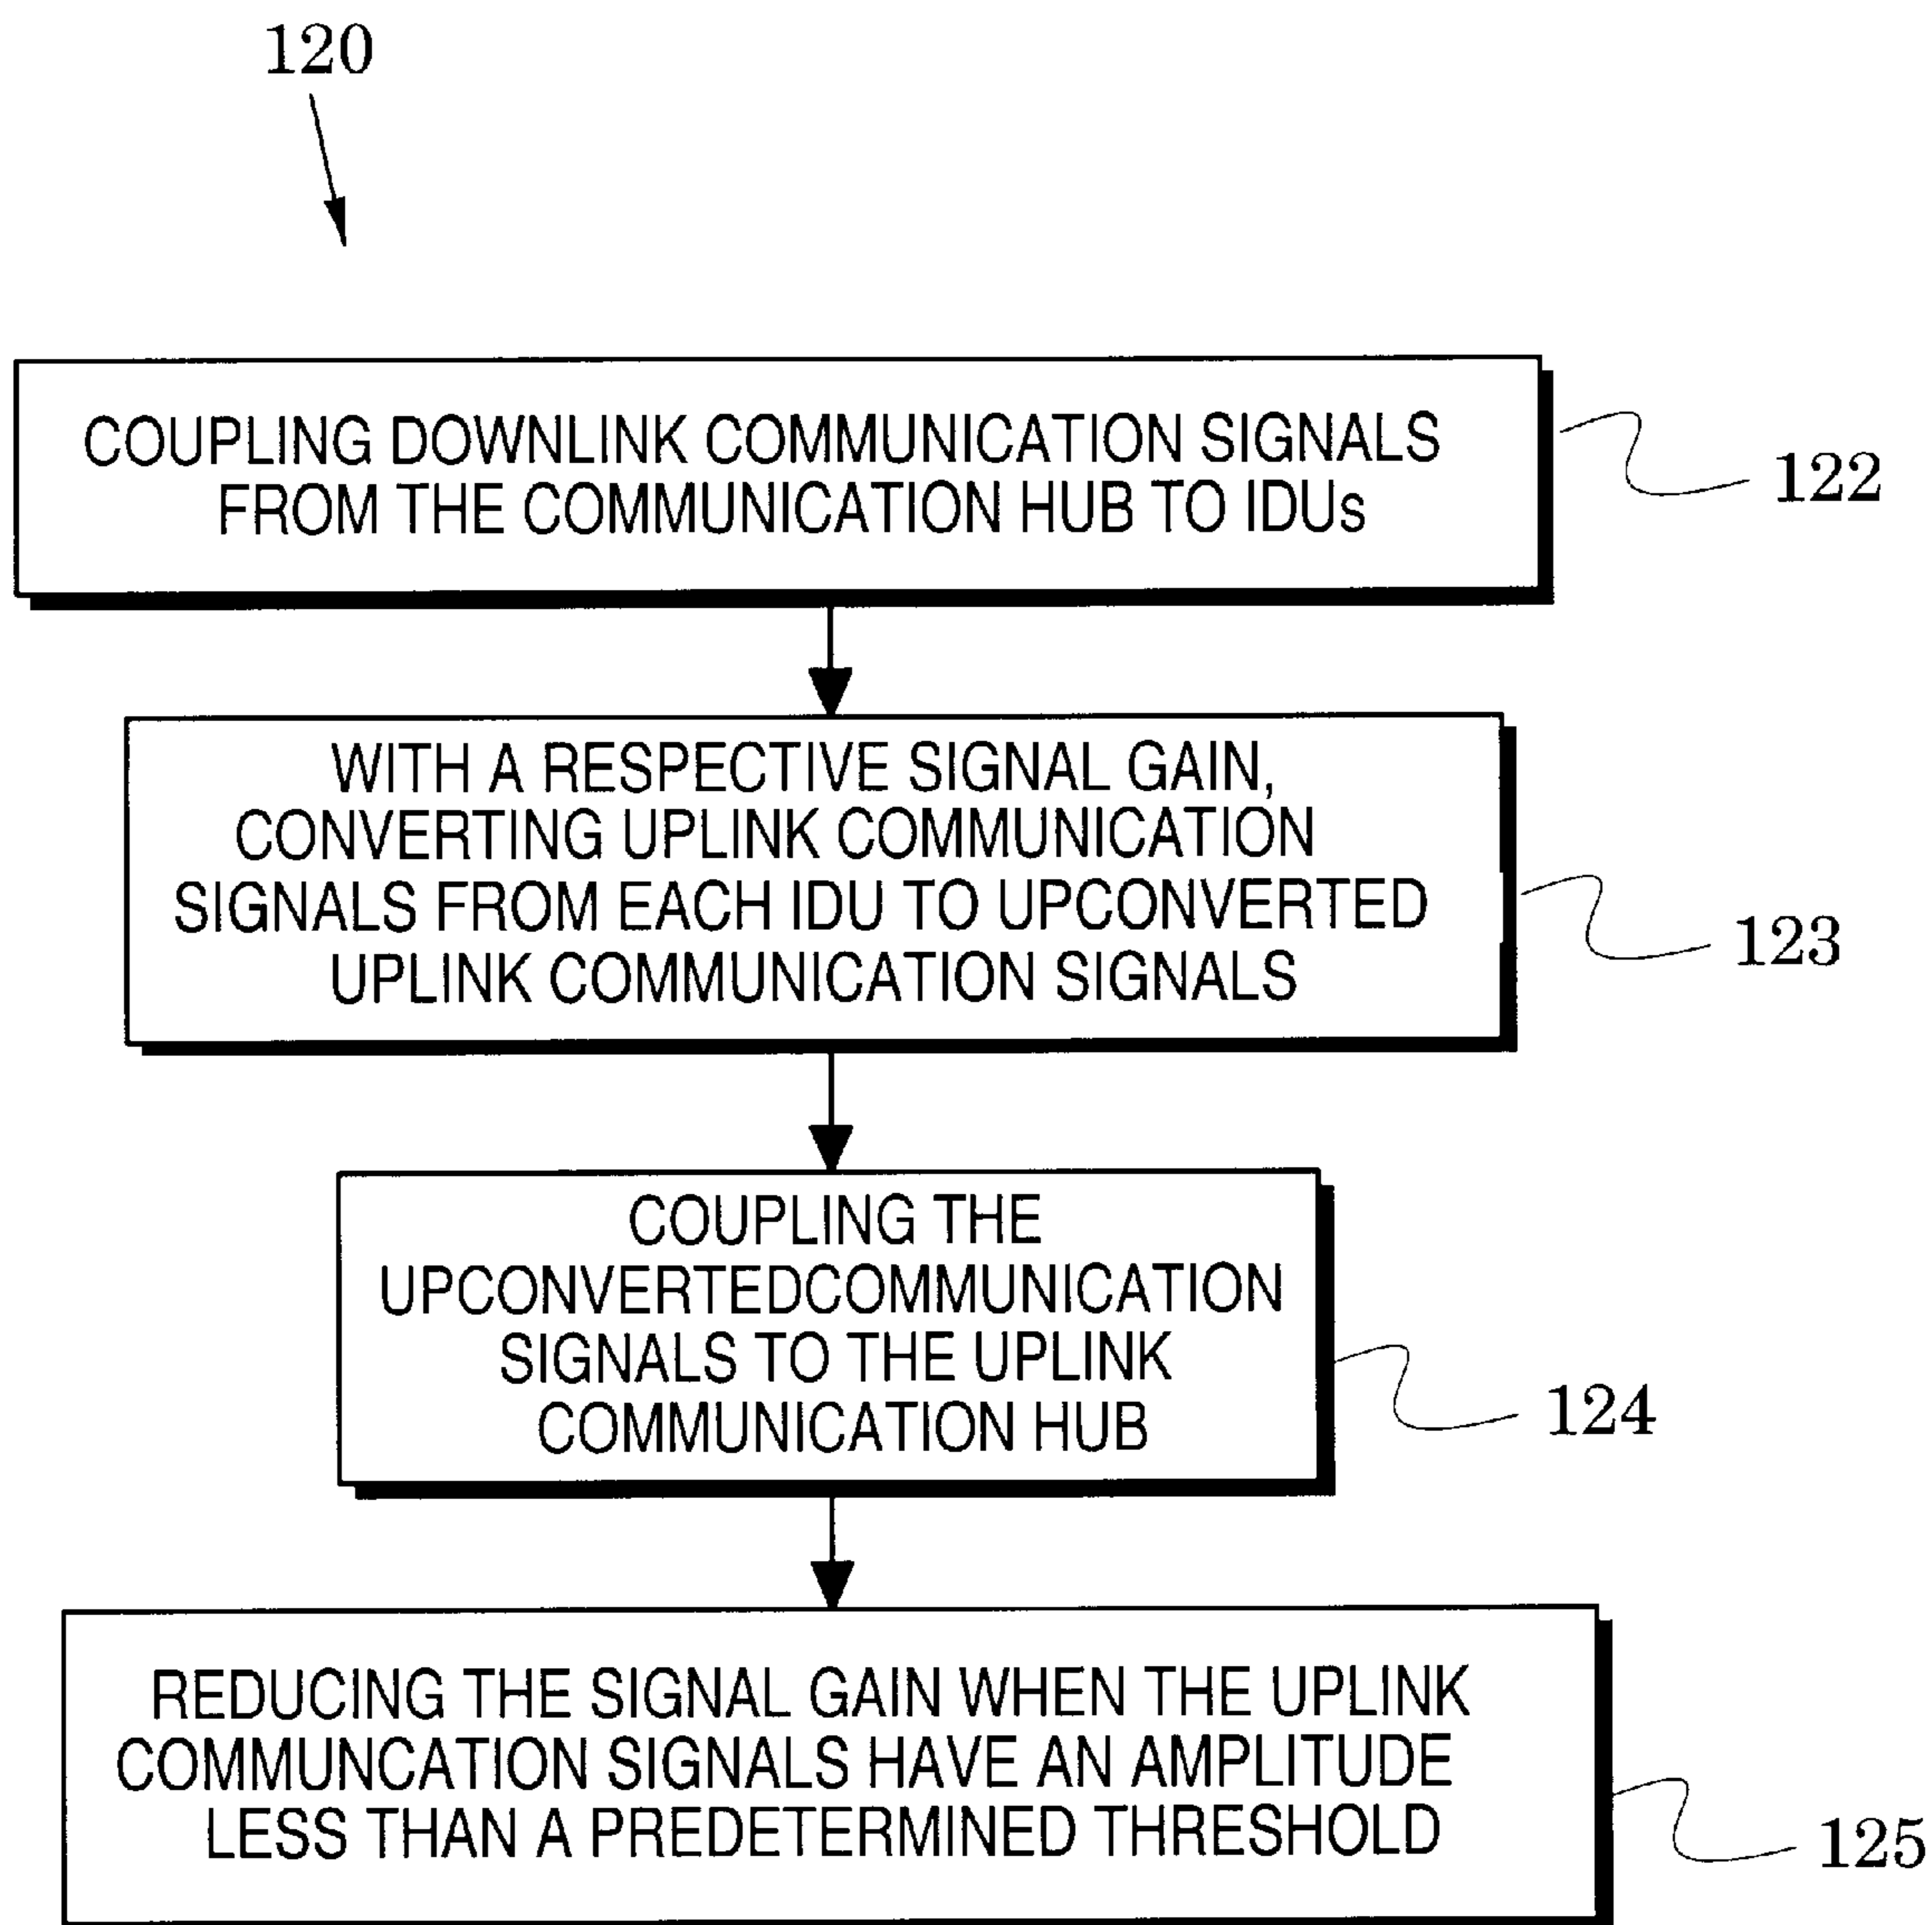 120
COUPLING DOWNLINK COMMUNICATION SIGNALS
FROM THE COMMUNICATION HUB TO IDUs
122
WITH A RESPECTIVE SIGNAL GAIN,
CONVERTING UPLINK COMMUNICATION
SIGNALS FROM EACH IDU TO UPCONVERTED
UPLINK COMMUNICATION SIGNALS
123
COUPLING THE
UPCONVERTEDCOMMUNICATION
SIGNALS TO THE UPLINK
COMMUNICATION HUB
124
REDUCING THE SIGNAL GAIN WHEN THE UPLINK
COMMUNCATION SIGNALS HAVE AN AMPLITUDE
LESS THAN A PREDETERMINED THRESHOLD
125